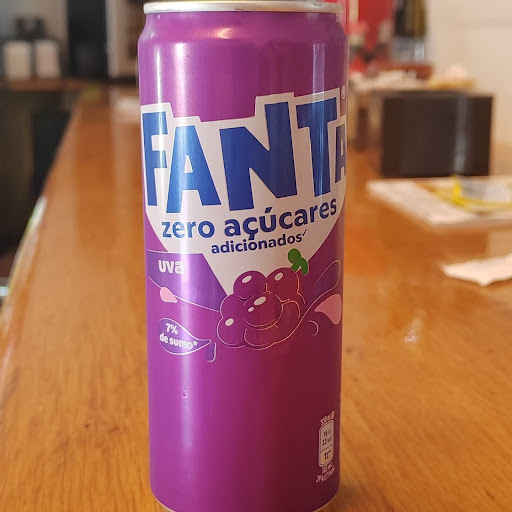 FANTA
zero açúcares
adicionados
uva
7%
de sumo*